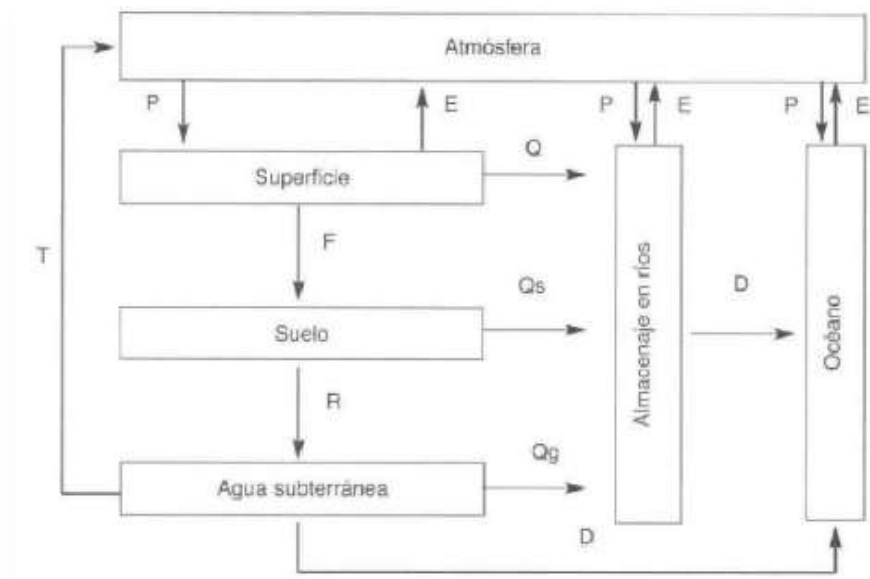 Atmósfera
P
E
P
E
P
E
Q
Superficie
F
T
Qs
D
Suelo
Almacenaje en ríos
Océano
R
Qg
Agua subterránea
D